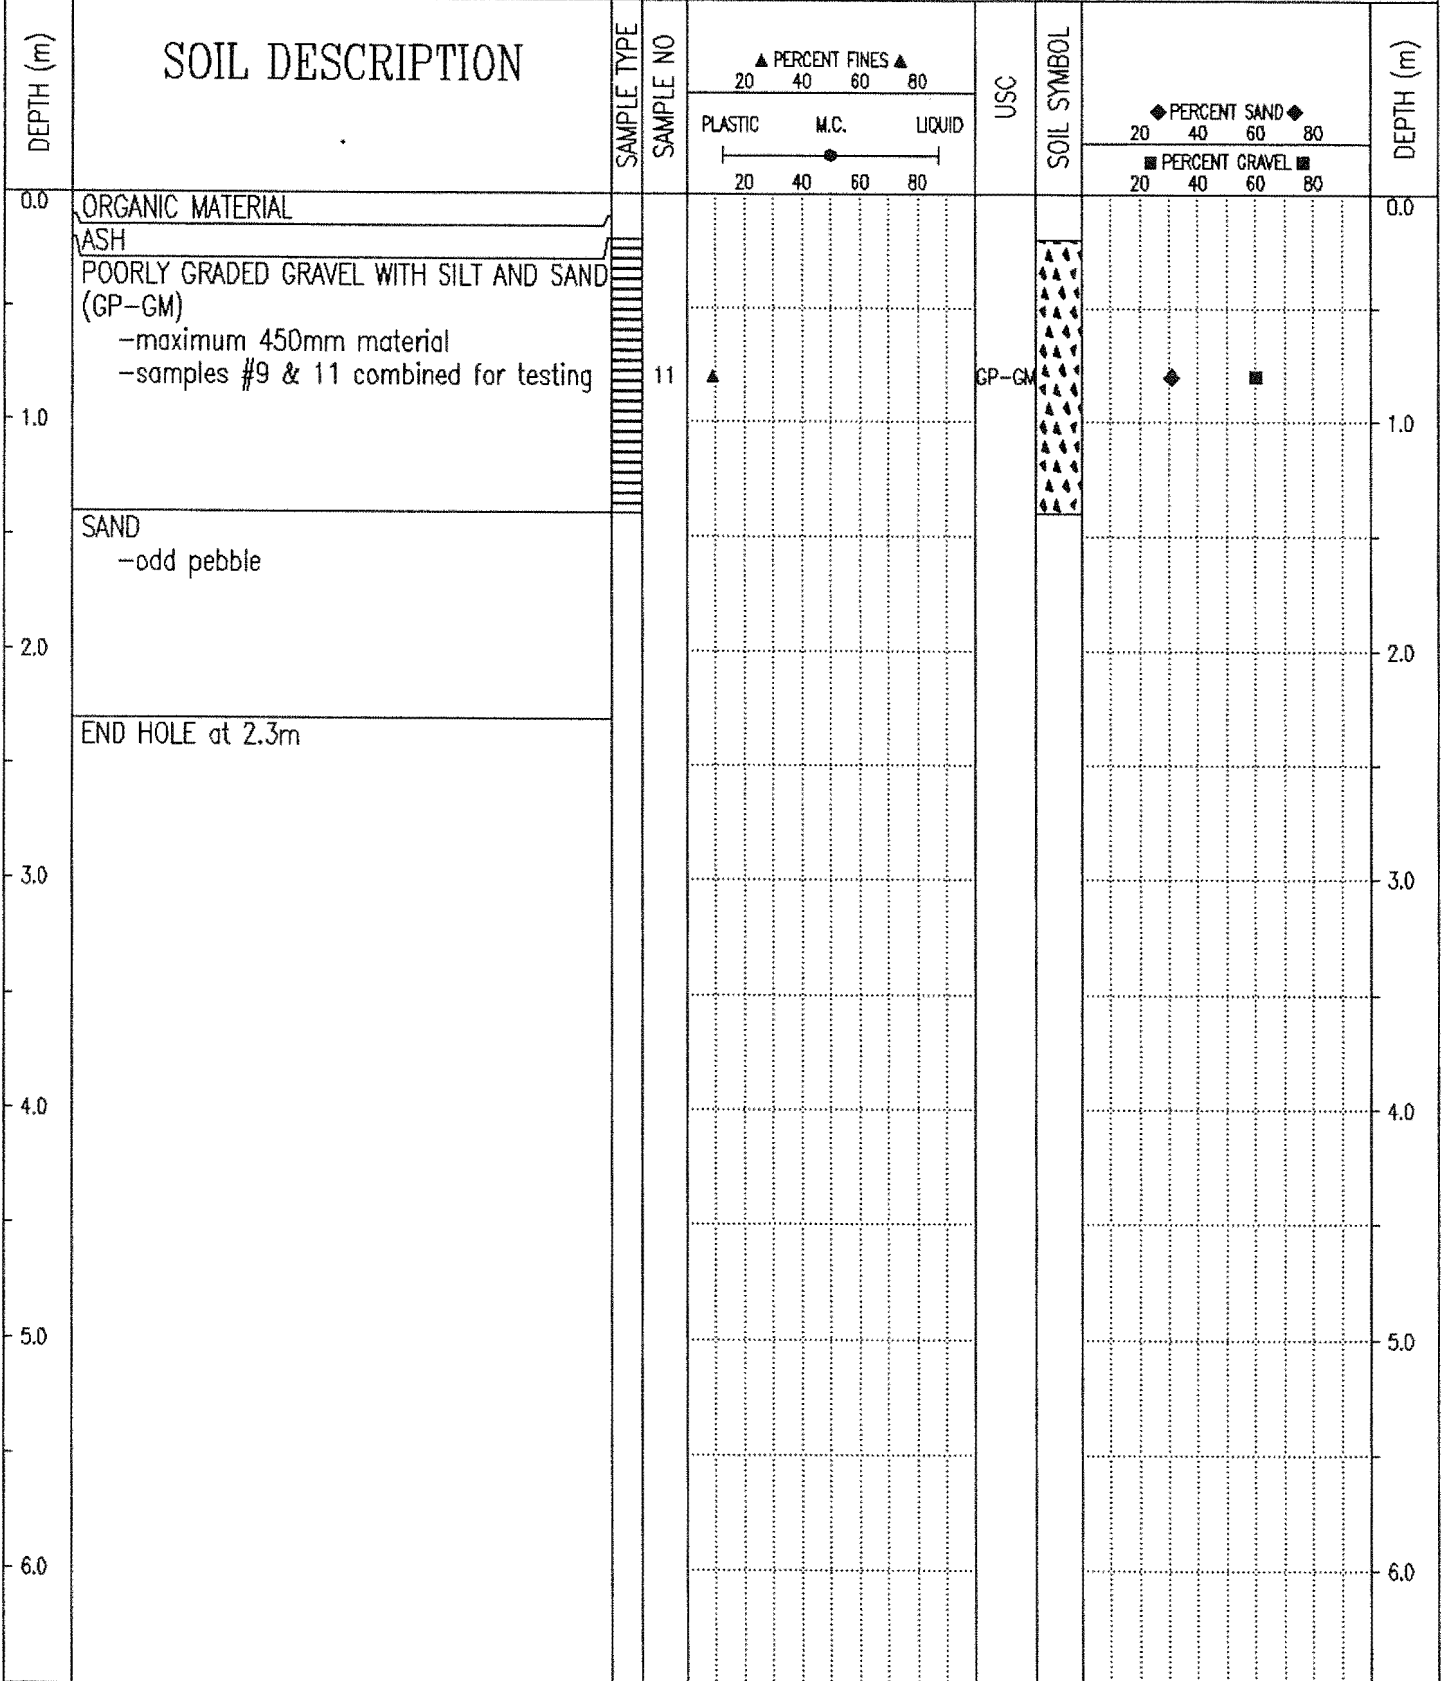 DEPTH (m)
SOIL DESCRIPTION
SAMPLE TYPE
SAMPLE NO
▲ PERCENT FINES ▲
20 40 60 80
PLASTIC M.C. LIQUID
20 40 60 80
USC
SOIL SYMBOL
◆ PERCENT SAND ◆
20 40 60 80
■ PERCENT GRAVEL ■
20 40 60 80
DEPTH (m)
0.0
ORGANIC MATERIAL
0.0
ASH
POORLY GRADED GRAVEL WITH SILT AND SAND
(GP-GM)
-maximum 450mm material
-samples #9 & 11 combined for testing
11
GP-GM
1.0
1.0
SAND
-odd pebble
2.0
2.0
END HOLE at 2.3m
3.0
3.0
4.0
4.0
5.0
5.0
6.0
6.0